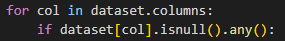 for col in dataset.columns:
    if dataset[col].isnull().any():